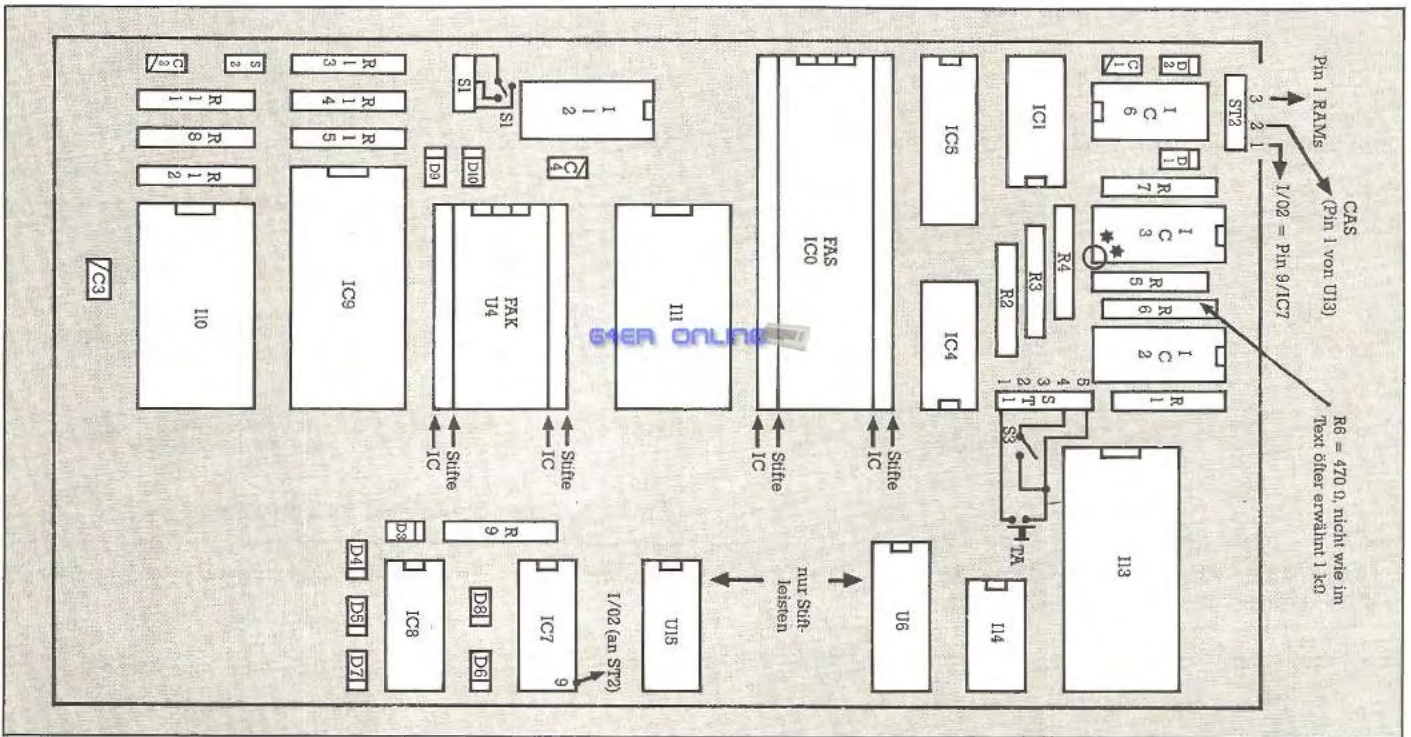 Pin 1 RAMs
CAS
(Pin 1 von U13)
I/02 = Pin 9/IC7
R6 = 470 Ω, nicht wie im
Text öfter erwähnt 1 kΩ
3 2 1
ST2
C2
S2
R13
R11
R14
R8
R15
R12
S1
S1
I12
D9
D10
C4
C1
D2
IC6
D1
IC5
IC1
R7
IC3
**
R5
R6
IC2
R1
R4
R3
R2
IC4
1 2 3 4 5
ST1
S3
TA
I13
C3
I10
IC9
FAK
U4
I11
FAS
IC0
64ER ONLINE
IC
Stifte
IC
Stifte
IC
Stifte
IC
Stifte
D3
R9
D4
D5
D7
IC8
D8
D6
IC7
9
I/02 (an ST2)
U15
nur Stift-
leisten
U6
I14